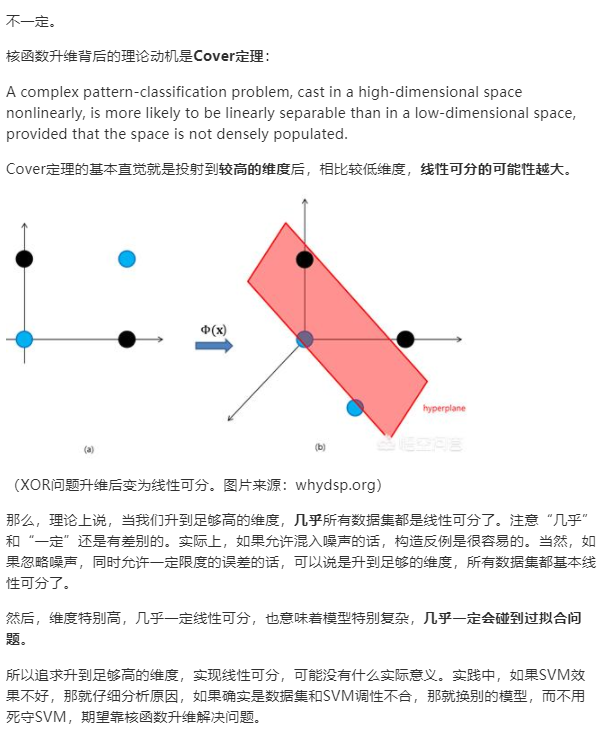 不一定。
核函数升维背后的理论动机是Cover定理：
A complex pattern-classification problem, cast in a high-dimensional space
nonlinearly, is more likely to be linearly separable than in a low-dimensional space,
provided that the space is not densely populated.
Cover定理的基本直觉就是投射到较高的维度后，相比较低维度，线性可分的可能性越大。
Φ(x)
hyperplane
(a)
(b)
悟空问答
（XOR问题升维后变为线性可分。图片来源：whydsp.org）
那么，理论上说，当我们升到足够高的维度，几乎所有数据集都是线性可分了。注意“几乎”
和“一定”还是有差别的。实际上，如果允许混入噪声的话，构造反例是很容易的。当然，如
果忽略噪声，同时允许一定限度的误差的话，可以说是升到足够的维度，所有数据集都基本线
性可分了。
然后，维度特别高，几乎一定线性可分，也意味着模型特别复杂，几乎一定会碰到过拟合问
题。
所以追求升到足够高的维度，实现线性可分，可能没有什么实际意义。实践中，如果SVM效
果不好，那就仔细分析原因，如果确实是数据集和SVM调性不合，那就换别的模型，而不用
死守SVM，期望靠核函数升维解决问题。